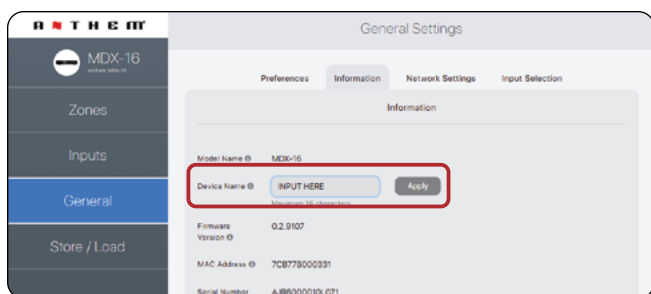 ANTHEM
General Settings
MDX-16
Preferences Information Network Settings Input Selection
Zones
Information
Inputs
Model Name MDX-16
Device Name INPUT HERE Apply
Maximum 16 characters
General
Firmware Version 0.2.9107
Store / Load
MAC Address 7CB77B000331
Serial Number